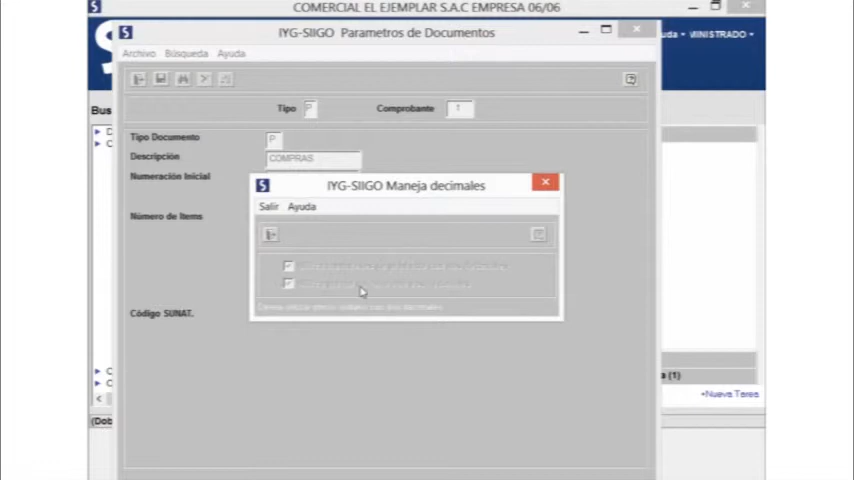 COMERCIAL EL EJEMPLAR S.A.C EMPRESA 06/06
IYG-SIIGO Parametros de Documentos
uda
MINISTRADO
Archivo Búsqueda Ayuda
Bus
Tipo P Comprobante 1
Tipo Documento P
Descripción COMPRAS
Numeración Inicial
IYG-SIIGO Maneja decimales
Salir Ayuda
Número de Items
Código SUNAT.
a (1)
+Nueva Tarea
(Dob